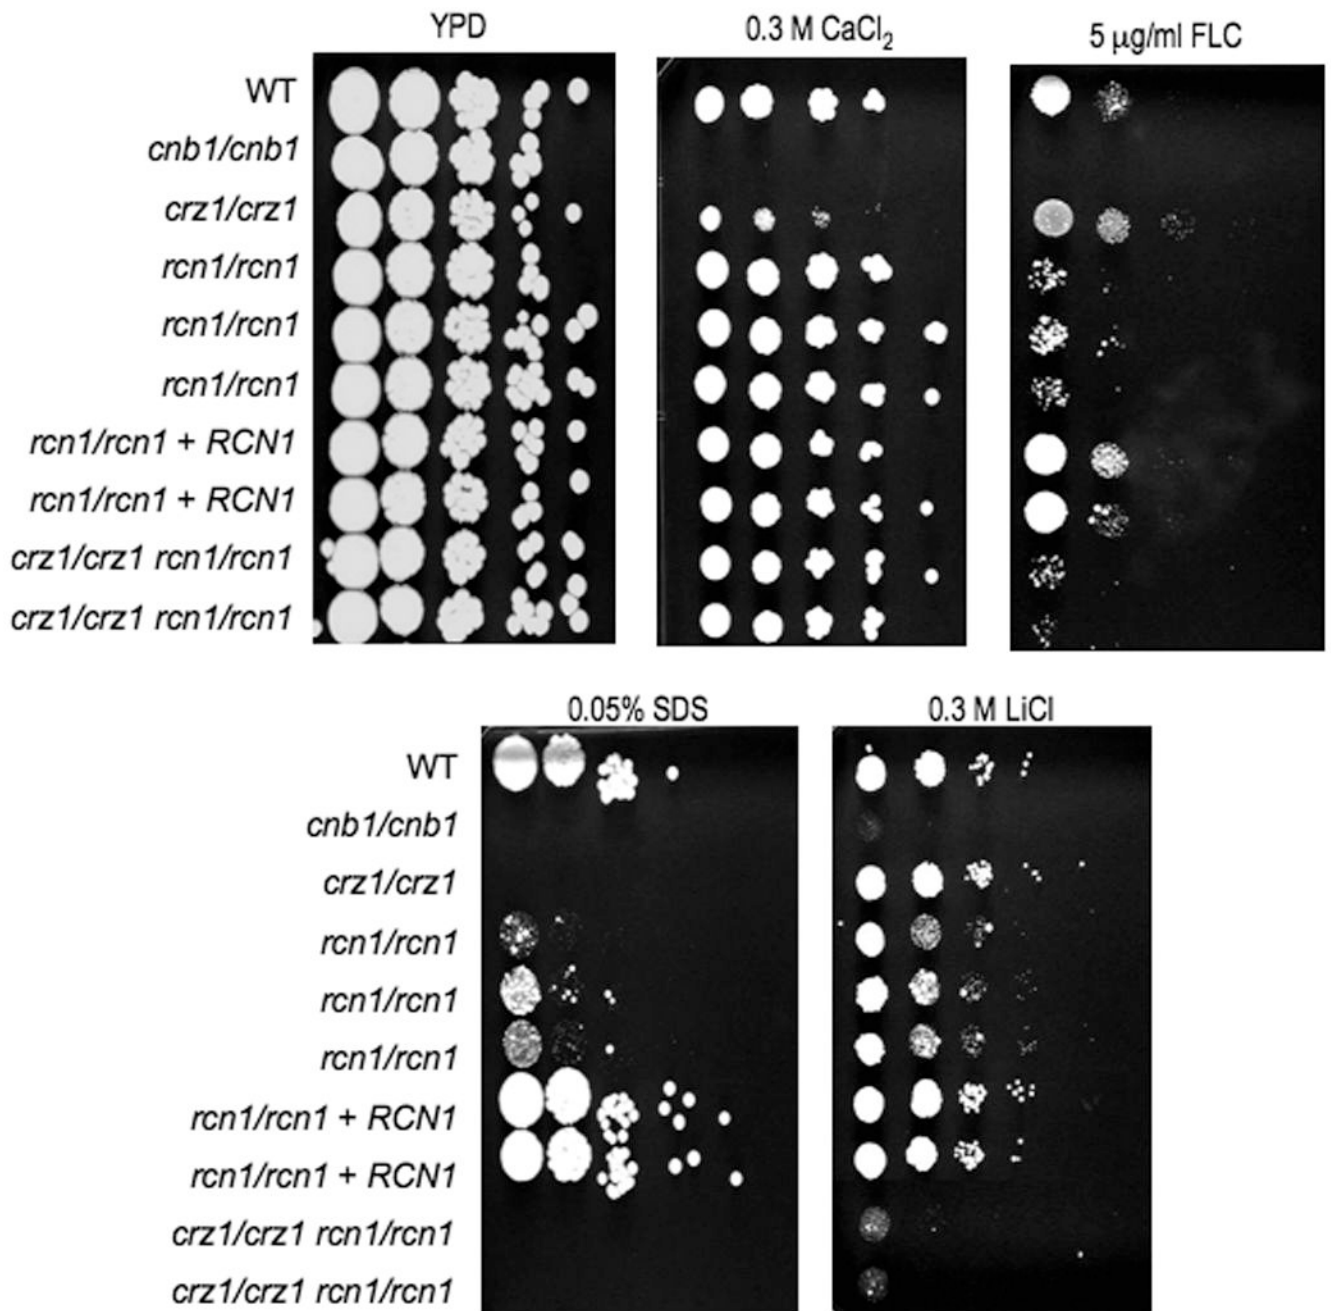 YPD
0.3 M CaCl₂
5 µg/ml FLC
WT
cnb1/cnb1
crz1/crz1
rcn1/rcn1
rcn1/rcn1
rcn1/rcn1
rcn1/rcn1 + RCN1
rcn1/rcn1 + RCN1
crz1/crz1 rcn1/rcn1
crz1/crz1 rcn1/rcn1
0.05% SDS
0.3 M LiCl
WT
cnb1/cnb1
crz1/crz1
rcn1/rcn1
rcn1/rcn1
rcn1/rcn1
rcn1/rcn1 + RCN1
rcn1/rcn1 + RCN1
crz1/crz1 rcn1/rcn1
crz1/crz1 rcn1/rcn1